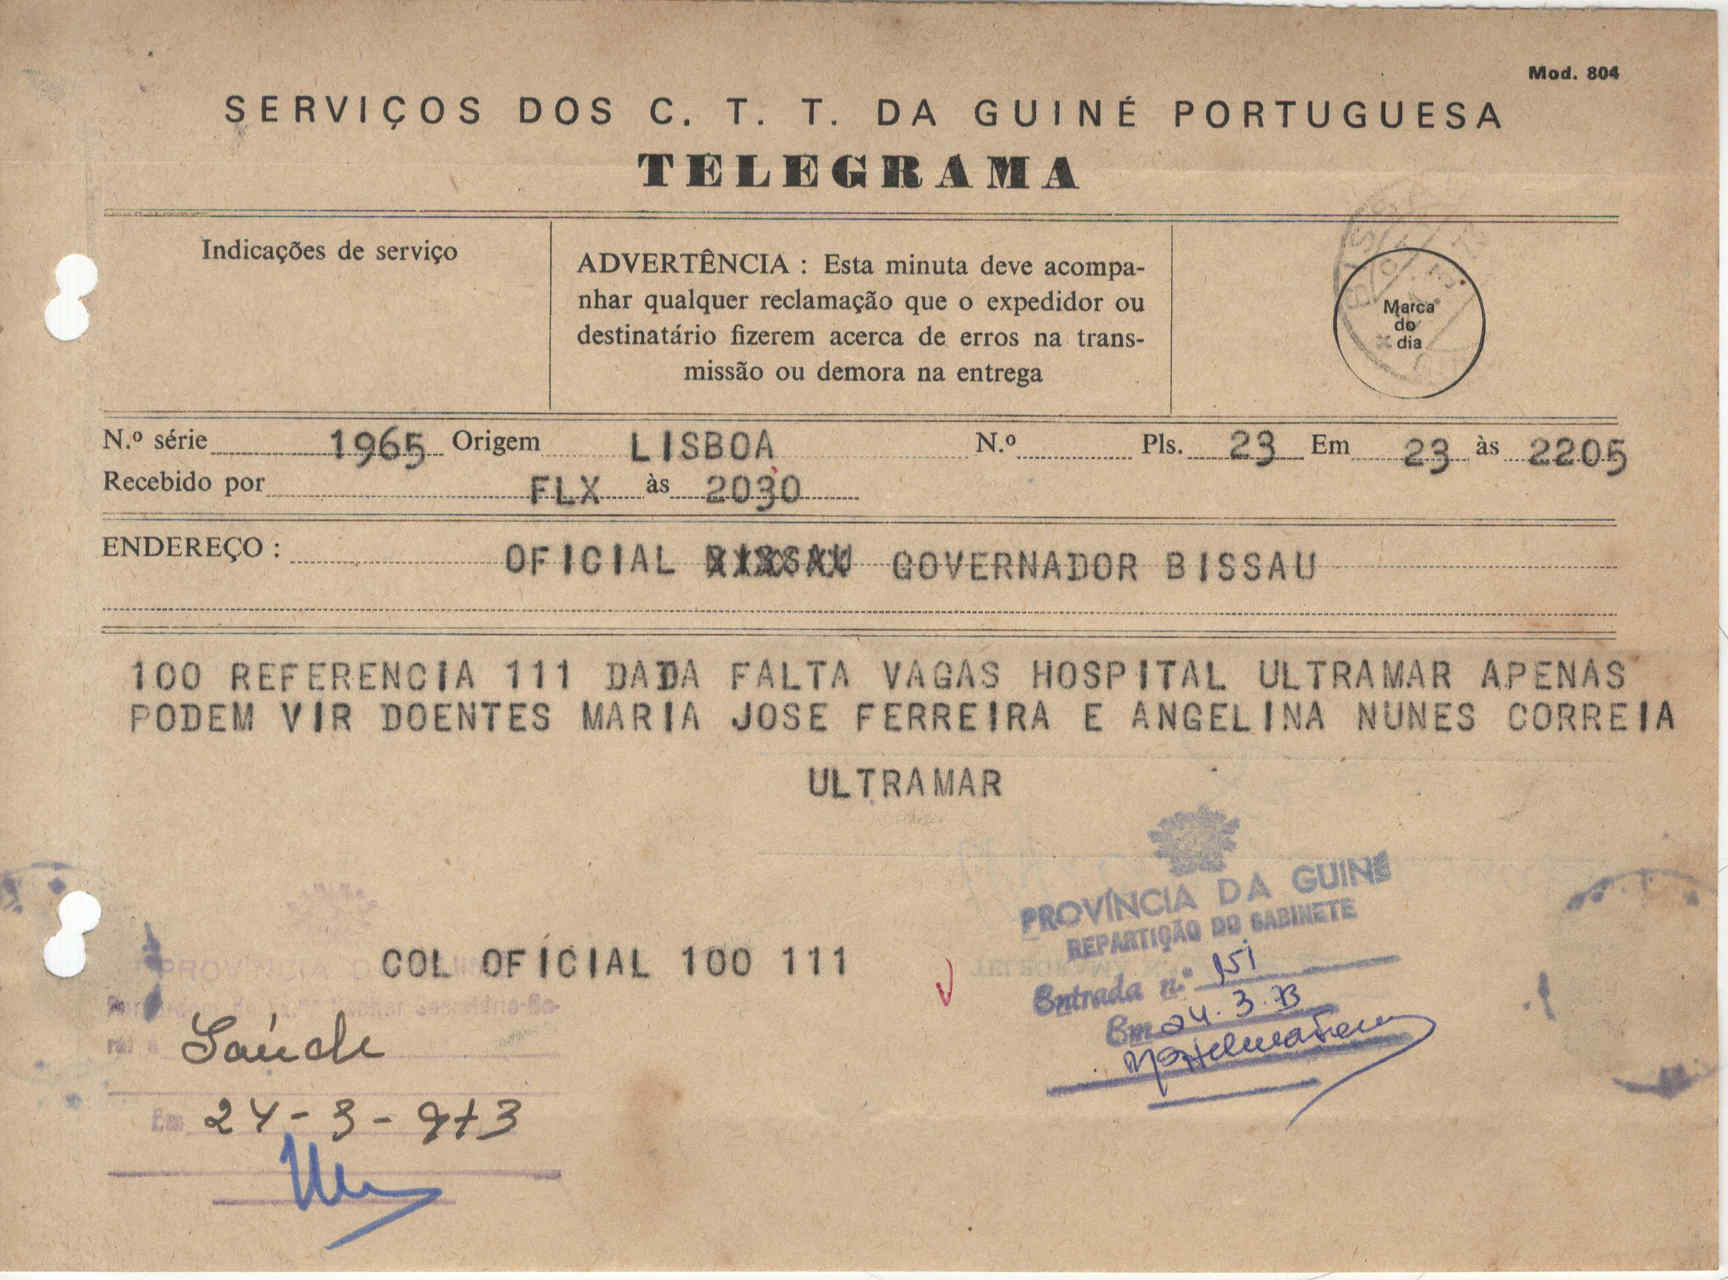 Mod. 804
SERVIÇOS DOS C. T. T. DA GUINÉ PORTUGUESA
TELEGRAMA
Indicações de serviço
ADVERTÊNCIA : Esta minuta deve acompa-
nhar qualquer reclamação que o expedidor ou
destinatário fizerem acerca de erros na trans-
missão ou demora na entrega
Marca
do
dia
N.º série 1965 Origem LISBOA N.º Pls. 23 Em 23 às 2205
Recebido por FLX às 2030
ENDEREÇO : OFICIAL BISSAU GOVERNADOR BISSAU
100 REFERENCIA 111 DADA FALTA VAGAS HOSPITAL ULTRAMAR APENAS
PODEM VIR DOENTES MARIA JOSE FERREIRA E ANGELINA NUNES CORREIA
ULTRAMAR
PROVÍNCIA DA GUINÉ
REPARTIÇÃO DO GABINETE
COL OFICIAL 100 111
Entrada n.º 151
Em 24.3.73
PROVÍNCIA DA
Saúde
Em 24-3-973